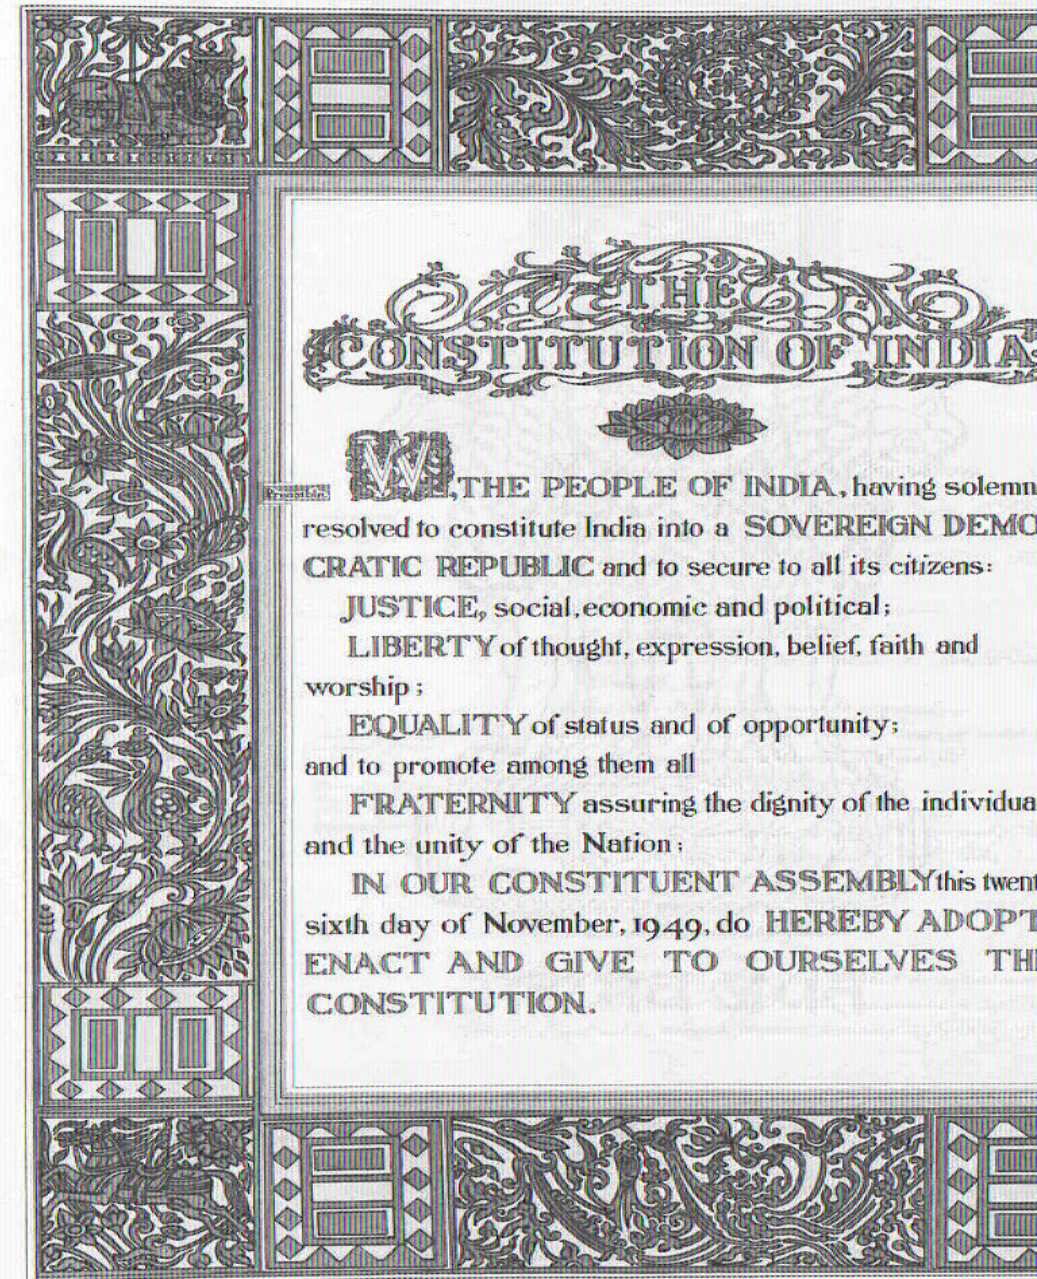 THE
CONSTITUTION OF INDIA
WE, THE PEOPLE OF INDIA, having solemn
resolved to constitute India into a SOVEREIGN DEMO
CRATIC REPUBLIC and to secure to all its citizens:
JUSTICE, social, economic and political;
LIBERTY of thought, expression, belief, faith and
worship;
EQUALITY of status and of opportunity;
and to promote among them all
FRATERNITY assuring the dignity of the individua
and the unity of the Nation;
IN OUR CONSTITUENT ASSEMBLY this twent
sixth day of November, 1949, do HEREBY ADOPT
ENACT AND GIVE TO OURSELVES TH
CONSTITUTION.